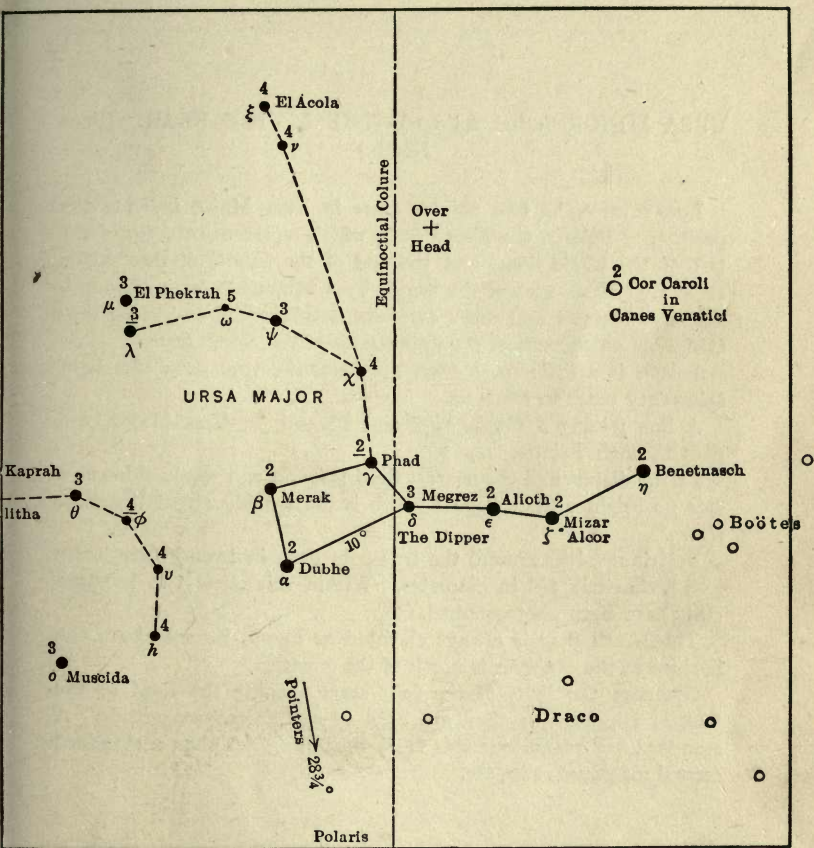 4
El Ácola
ξ
4
ν
Equinoctial Colure
Over
+
Head
2
Cor Caroli
in
Canes Venatici
3
El Phekrah
μ
3
λ
5
ω
3
ψ
4
χ
URSA MAJOR
2
Phad
γ
2
Merak
β
2
Dubhe
α
10°
3
Megrez
δ
2
Alioth
ε
2
Mizar
Alcor
ζ
The Dipper
2
Benetnasch
η
Boötes
Kaprah
litha
3
θ
4
φ
4
υ
4
h
3
Muscida
ο
Pointers
28¾°
Draco
Polaris